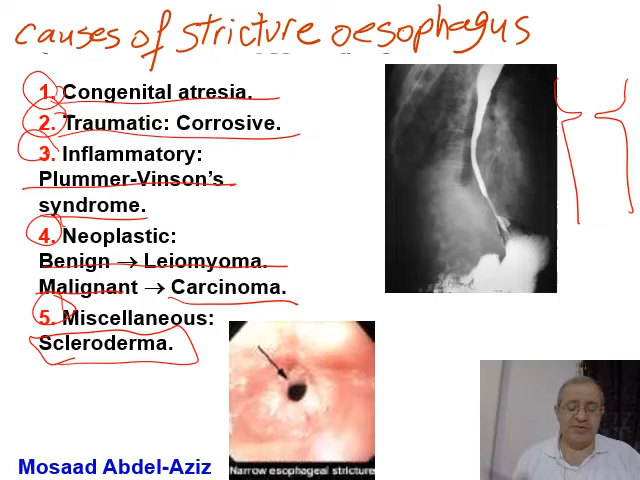 causes of stricture oesophagus
1. Congenital atresia.
2. Traumatic: Corrosive.
3. Inflammatory:
Plummer-Vinson’s
syndrome.
4. Neoplastic:
Benign → Leiomyoma.
Malignant → Carcinoma.
5. Miscellaneous:
Scleroderma.
Narrow esophageal stricture
Mosaad Abdel-Aziz